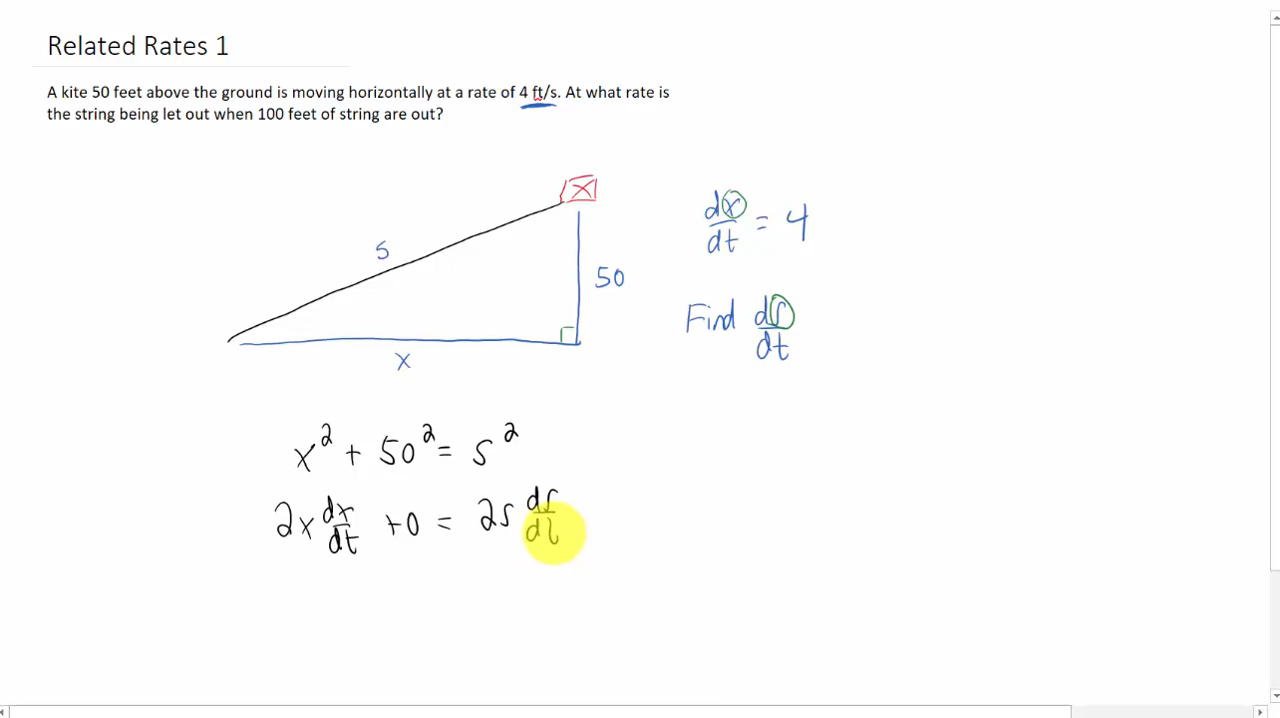 Related Rates 1
A kite 50 feet above the ground is moving horizontally at a rate of 4 ft/s. At what rate is
the string being let out when 100 feet of string are out?
dx/dt = 4
s
50
Find ds/dt
x
x² + 50² = s²
2x dx/dt + 0 = 2s ds/dt